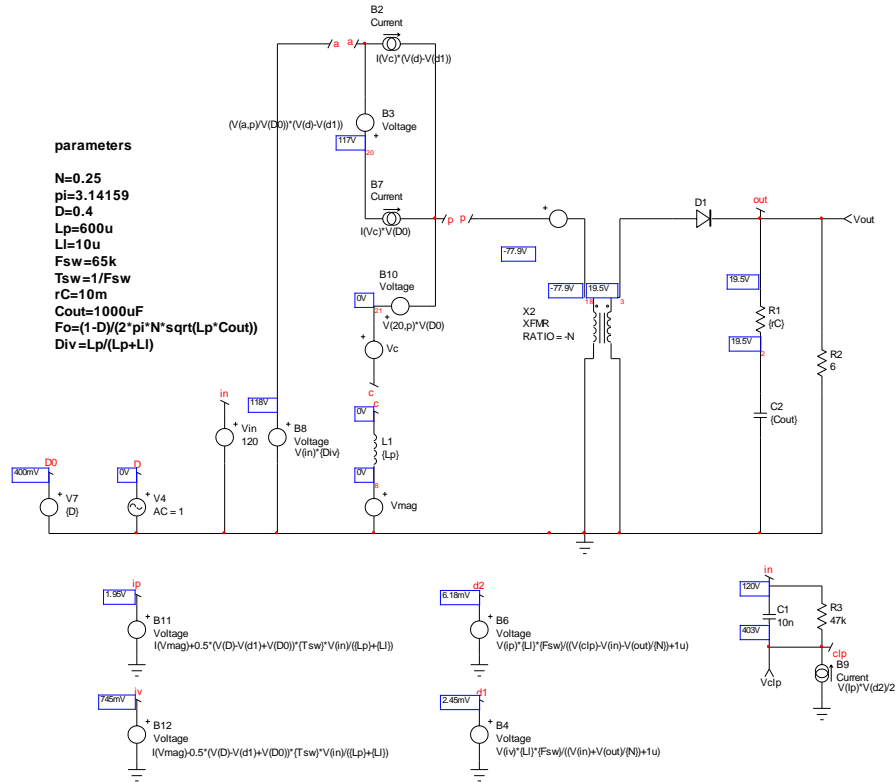 B2
Current
a
a
I(Vc)*(V(d)-V(d1))
B3
Voltage
(V(a,p)/V(D0))*(V(d)-V(d1))
117V
20
parameters
N=0.25
pi=3.14159
D=0.4
Lp=600u
Ll=10u
Fsw=65k
Tsw=1/Fsw
rC=10m
Cout=1000uF
Fo=(1-D)/(2*pi*N*sqrt(Lp*Cout))
Div=Lp/(Lp+Ll)
B7
Current
I(Vc)*V(D0)
p
p
-77.9V
D1
out
Vout
B10
Voltage
0V
21
V(20,p)*V(D0)
Vc
c
-77.9V
19.5V
18
3
X2
XFMR
RATIO = -N
19.5V
R1
{rC}
19.5V
2
R2
6
C2
{Cout}
in
118V
Vin
120
B8
Voltage
V(in)*{Div}
0V
c
L1
{Lp}
0V
8
Vmag
D0
400mV
V7
{D}
D
0V
V4
AC = 1
ip
1.95V
B11
Voltage
I(Vmag)+0.5*(V(D)-V(d1)+V(D0))*{Tsw}*V(in)/({Lp}+{Ll})
d2
6.18mV
B6
Voltage
V(ip)*{Ll}*{Fsw}/((V(clp)-V(in)-V(out)/{N})+1u)
in
120V
C1
10n
R3
47k
403V
clp
Vclp
B9
Current
V(Ip)*V(d2)/2
iv
745mV
B12
Voltage
I(Vmag)-0.5*(V(D)-V(d1)+V(D0))*{Tsw}*V(in)/({Lp}+{Ll})
d1
2.45mV
B4
Voltage
V(iv)*{Ll}*{Fsw}/((V(in)+V(out)/{N})+1u)